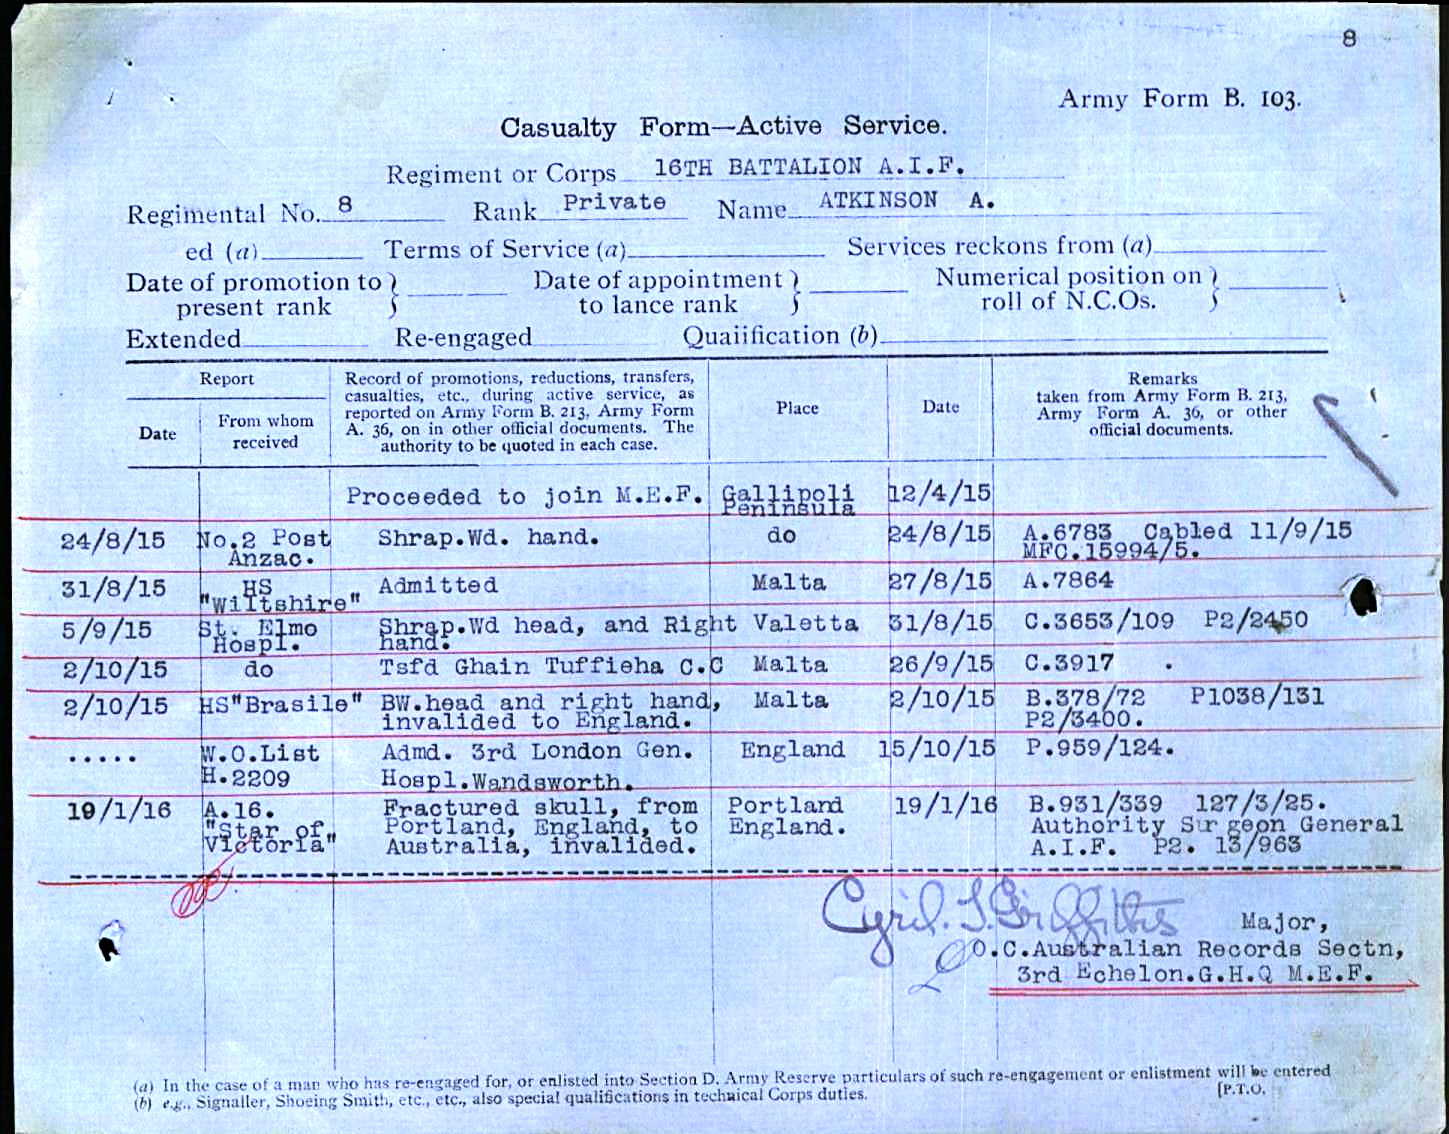 8
Army Form B. 103.
Casualty Form—Active Service.
Regiment or Corps 16TH BATTALION A.I.F.
Regimental No. 8 Rank Private Name ATKINSON A.
ed (a) Terms of Service (a) Services reckons from (a)
Date of promotion to present rank } Date of appointment to lance rank } Numerical position on roll of N.C.Os. }
Extended Re-engaged Quaiification (b)
Report
Date
From whom received
Record of promotions, reductions, transfers,
casualties, etc., during active service, as
reported on Army Form B. 213, Army Form
A. 36, on in other official documents. The
authority to be quoted in each case.
Place
Date
Remarks
taken from Army Form B. 213,
Army Form A. 36, or other
official documents.
Proceeded to join M.E.F. Gallipoli 12/4/15
Peninsula
24/8/15 No.2 Post Shrap.Wd. hand. do 24/8/15 A.6783 Cabled 11/9/15
Anzac. MFC.15994/5.
31/8/15 HS Admitted Malta 27/8/15 A.7864
"Wiltshire"
5/9/15 St. Elmo Shrap.Wd head, and Right Valetta 31/8/15 C.3653/109 P2/2450
Hospl. hand.
2/10/15 do Tsfd Ghain Tuffieha C.C Malta 26/9/15 C.3917 .
2/10/15 HS"Brasile" BW.head and right hand, Malta 2/10/15 B.378/72 P1038/131
invalided to England. P2/3400.
..... W.O.List Admd. 3rd London Gen. England 15/10/15 P.959/124.
H.2209 Hospl.Wandsworth.
19/1/16 A.16. Fractured skull, from Portland 19/1/16 B.931/339 127/3/25.
"Star of Portland, England, to England. Authority Surgeon General
Victoria" Australia, invalided. A.I.F. P2. 13/963
Cyril. T. Griffiths Major,
O.C.Australian Records Sectn,
3rd Echelon.G.H.Q M.E.F.
(a) In the case of a man who has re-engaged for, or enlisted into Section D. Army Reserve particulars of such re-engagement or enlistment will be entered
(b) e.g., Signaller, Shoeing Smith, etc., etc., also special qualifications in technical Corps duties. [P.T.O.